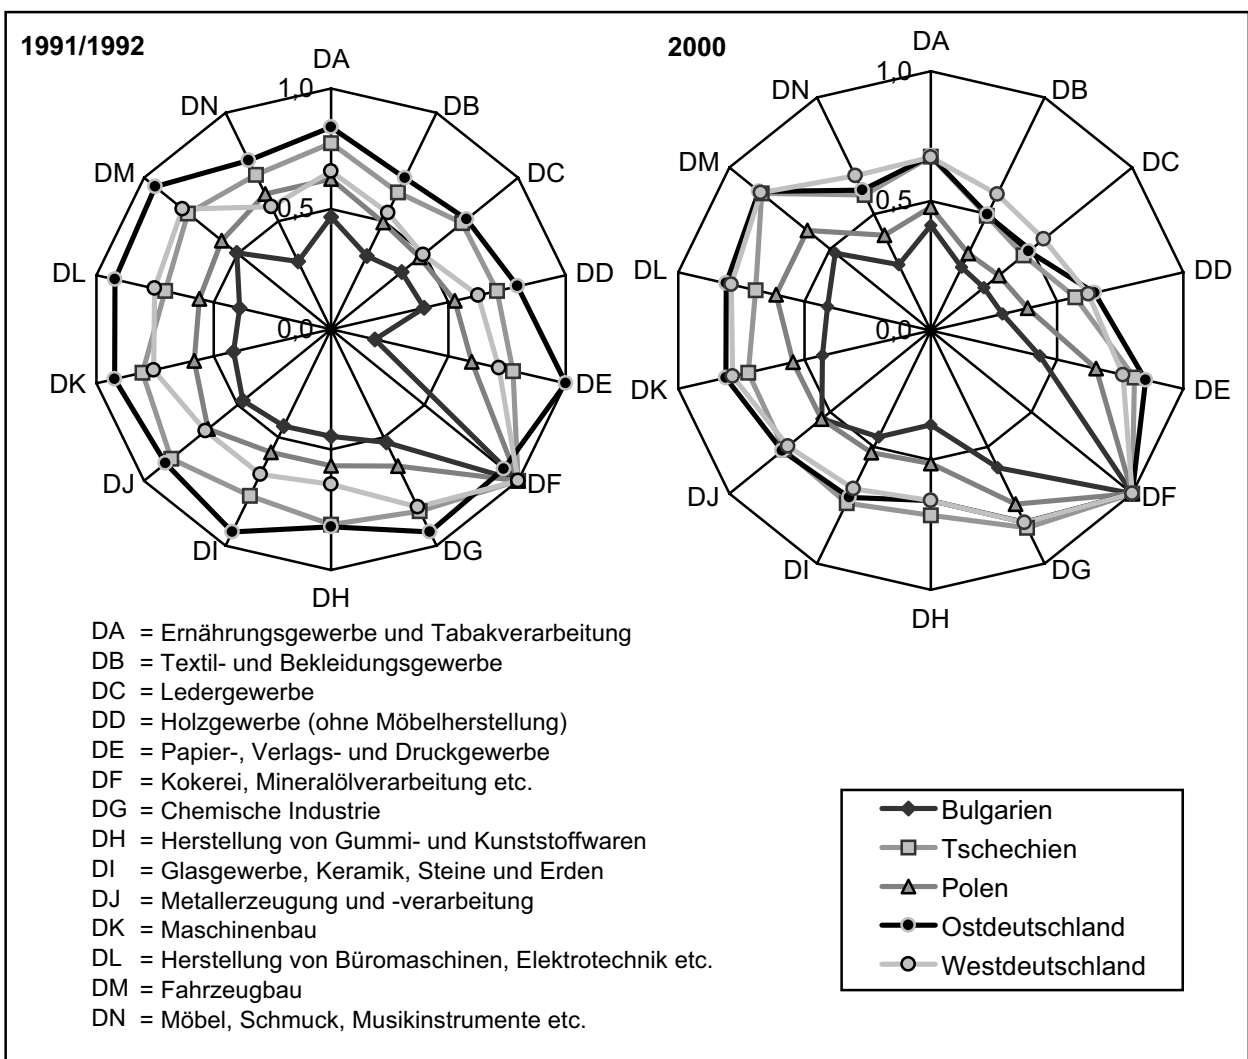 1991/1992
DA
1,0
DN
DB
DM
DC
0,5
DL
DD
0,0
DK
DE
DJ
DF
DI
DG
DH
2000
DA
1,0
DN
DB
DM
DC
0,5
DL
DD
0,0
DK
DE
DJ
DF
DI
DG
DH
DA = Ernährungsgewerbe und Tabakverarbeitung
DB = Textil- und Bekleidungsgewerbe
DC = Ledergewerbe
DD = Holzgewerbe (ohne Möbelherstellung)
DE = Papier-, Verlags- und Druckgewerbe
DF = Kokerei, Mineralölverarbeitung etc.
DG = Chemische Industrie
DH = Herstellung von Gummi- und Kunststoffwaren
DI = Glasgewerbe, Keramik, Steine und Erden
DJ = Metallerzeugung und -verarbeitung
DK = Maschinenbau
DL = Herstellung von Büromaschinen, Elektrotechnik etc.
DM = Fahrzeugbau
DN = Möbel, Schmuck, Musikinstrumente etc.
Bulgarien
Tschechien
Polen
Ostdeutschland
Westdeutschland